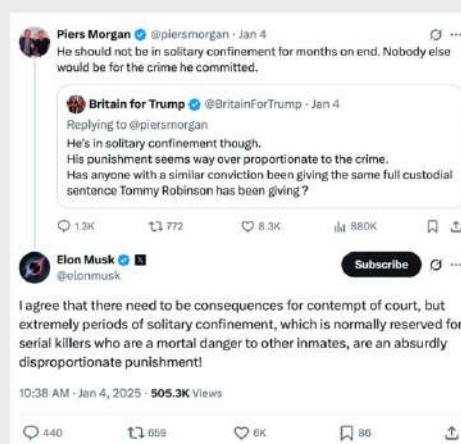 Piers Morgan @piersmorgan · Jan 4
He should not be in solitary confinement for months on end. Nobody else
would be for the crime he committed.
Britain for Trump @BritainForTrump · Jan 4
Replying to @piersmorgan
He's in solitary confinement though.
His punishment seems way over proportionate to the crime.
Has anyone with a similar conviction been giving the same full custodial
sentence Tommy Robinson has been giving?
1.3K 772 8.3K 880K
Elon Musk
Subscribe
@elonmusk
I agree that there need to be consequences for contempt of court, but
extremely periods of solitary confinement, which is normally reserved for
serial killers who are a mortal danger to other inmates, are an absurdly
disproportionate punishment!
10:38 AM · Jan 4, 2025 · 505.3K Views
440 659 6K 86